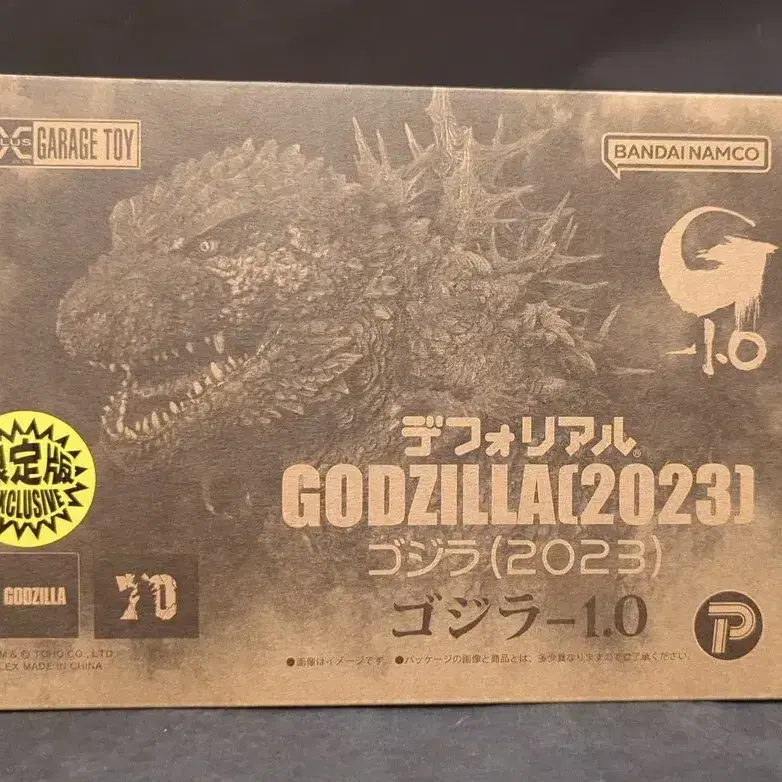 PLUS X GARAGE TOY
BANDAI NAMCO
G
-1.0
デフォリアル®
GODZILLA(2023)
ゴジラ(2023)
ゴジラ-1.0
限定版
EXCLUSIVE
GODZILLA
70
P
TM & © TOHO CO., LTD.
PLEX MADE IN CHINA
●画像はイメージです。 ●パッケージの画像と商品とは、多少異なりますのでご了承ください。